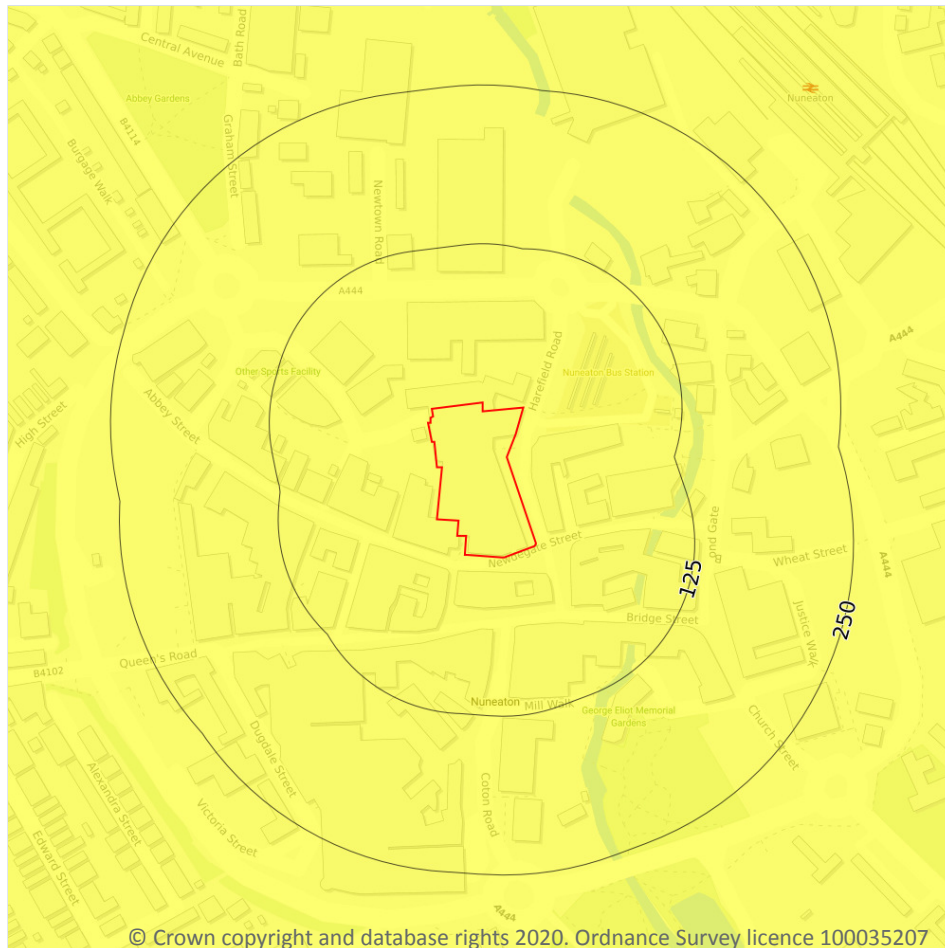 Bath Road
Central Avenue
Abbey Gardens
B4114
Nuneaton
Burgage Walk
Graham Street
Newtown Road
A444
A444
Harefield Road
Other Sports Facility
Nuneaton Bus Station
High Street
Abbey Street
Newdegate Street
Bond Gate
Wheat Street
A444
125
250
Bridge Street
Justice Walk
Queen's Road
B4102
Nuneaton
Mill Walk
George Eliot Memorial
Gardens
Church Street
Dugdale Street
Alexandra Street
Victoria Street
Coton Road
Edward Street
A444
© Crown copyright and database rights 2020. Ordnance Survey licence 100035207